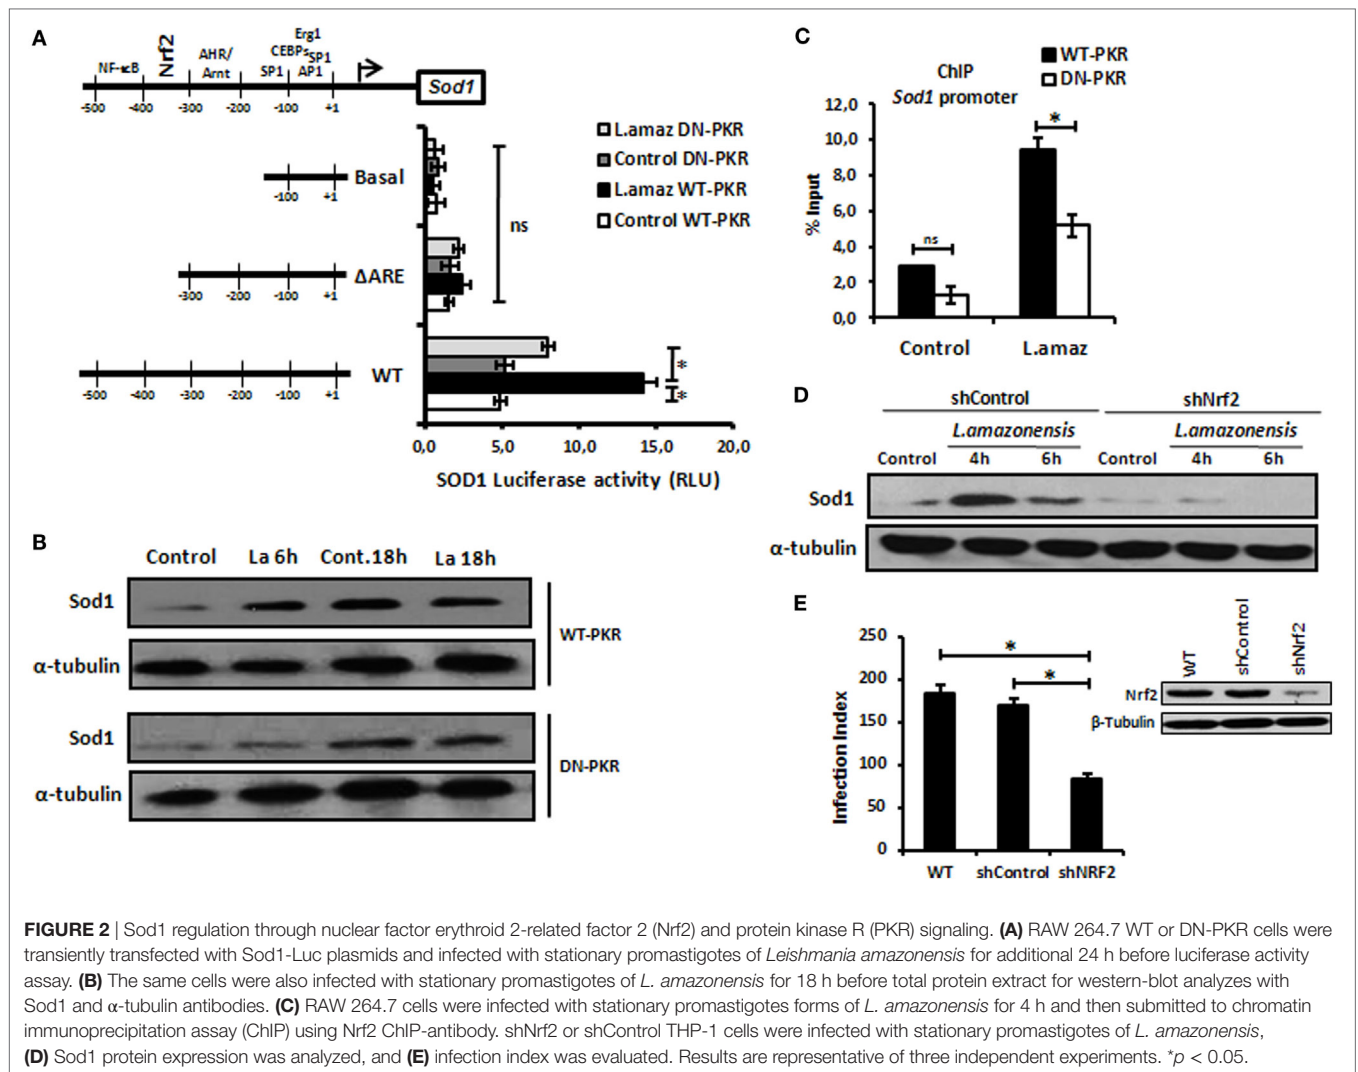 A
NF-κB
Nrf2
AHR/
Arnt
Erg1
CEBPs
SP1
SP1
AP1
-500
-400
-300
-200
-100
+1
Sod1
-100
+1
Basal
-300
-200
-100
+1
ΔARE
-500
-400
-300
-200
-100
+1
WT
ns
*
*
L.amaz DN-PKR
Control DN-PKR
L.amaz WT-PKR
Control WT-PKR
0,0 5,0 10,0 15,0 20,0
SOD1 Luciferase activity (RLU)
B
Control La 6h Cont.18h La 18h
Sod1
α-tubulin
WT-PKR
Sod1
α-tubulin
DN-PKR
C
WT-PKR
DN-PKR
ChIP
Sod1 promoter
% Input
12,0
10,0
8,0
6,0
4,0
2,0
0,0
ns
*
Control L.amaz
D
shControl shNrf2
L.amazonensis L.amazonensis
Control 4h 6h Control 4h 6h
Sod1
α-tubulin
E
Infection Index
250
200
150
100
50
0
*
*
WT shControl shNRF2
WT
shControl
shNrf2
Nrf2
β-Tubulin
FIGURE 2 | Sod1 regulation through nuclear factor erythroid 2-related factor 2 (Nrf2) and protein kinase R (PKR) signaling. (A) RAW 264.7 WT or DN-PKR cells were
transiently transfected with Sod1-Luc plasmids and infected with stationary promastigotes of Leishmania amazonensis for additional 24 h before luciferase activity
assay. (B) The same cells were also infected with stationary promastigotes of L. amazonensis for 18 h before total protein extract for western-blot analyzes with
Sod1 and α-tubulin antibodies. (C) RAW 264.7 cells were infected with stationary promastigotes forms of L. amazonensis for 4 h and then submitted to chromatin
immunoprecipitation assay (ChIP) using Nrf2 ChIP-antibody. shNrf2 or shControl THP-1 cells were infected with stationary promastigotes of L. amazonensis,
(D) Sod1 protein expression was analyzed, and (E) infection index was evaluated. Results are representative of three independent experiments. *p < 0.05.